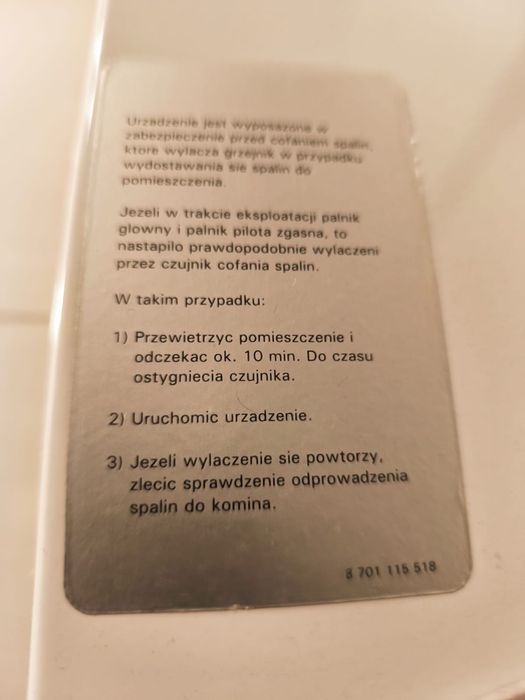 Urzadzenie jest wyposazone w
zabezpieczenie przed cofaniem spalin,
ktore wylacza grzejnik w przypadku
wydostawania sie spalin do
pomieszczenia.
Jezeli w trakcie eksploatacji palnik
glowny i palnik pilota zgasna, to
nastapilo prawdopodobnie wylaczeni
przez czujnik cofania spalin.
W takim przypadku:
1) Przewietrzyc pomieszczenie i
odczekac ok. 10 min. Do czasu
ostygniecia czujnika.
2) Uruchomic urzadzenie.
3) Jezeli wylaczenie sie powtorzy,
zlecic sprawdzenie odprowadzenia
spalin do komina.
8 701 115 518